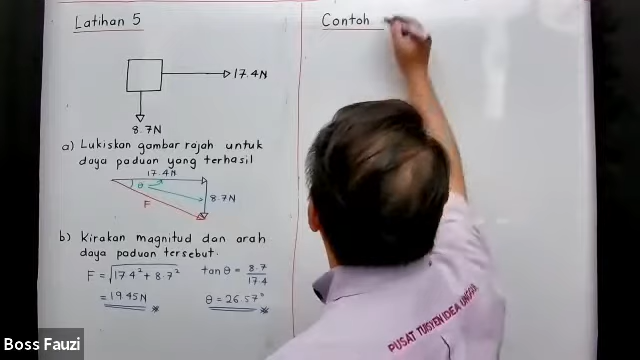 Latihan 5
17.4N
8.7N
a) Lukiskan gambar rajah untuk
daya paduan yang terhasil
17.4N
θ
8.7N
F
b) Kirakan magnitud dan arah
daya paduan tersebut.
F = √17.4² + 8.7²
= 19.45N
tan θ = 8.7/17.4
θ = 26.57°
Contoh
PUSAT TUISYEN IDEA UNGGUL
Boss Fauzi